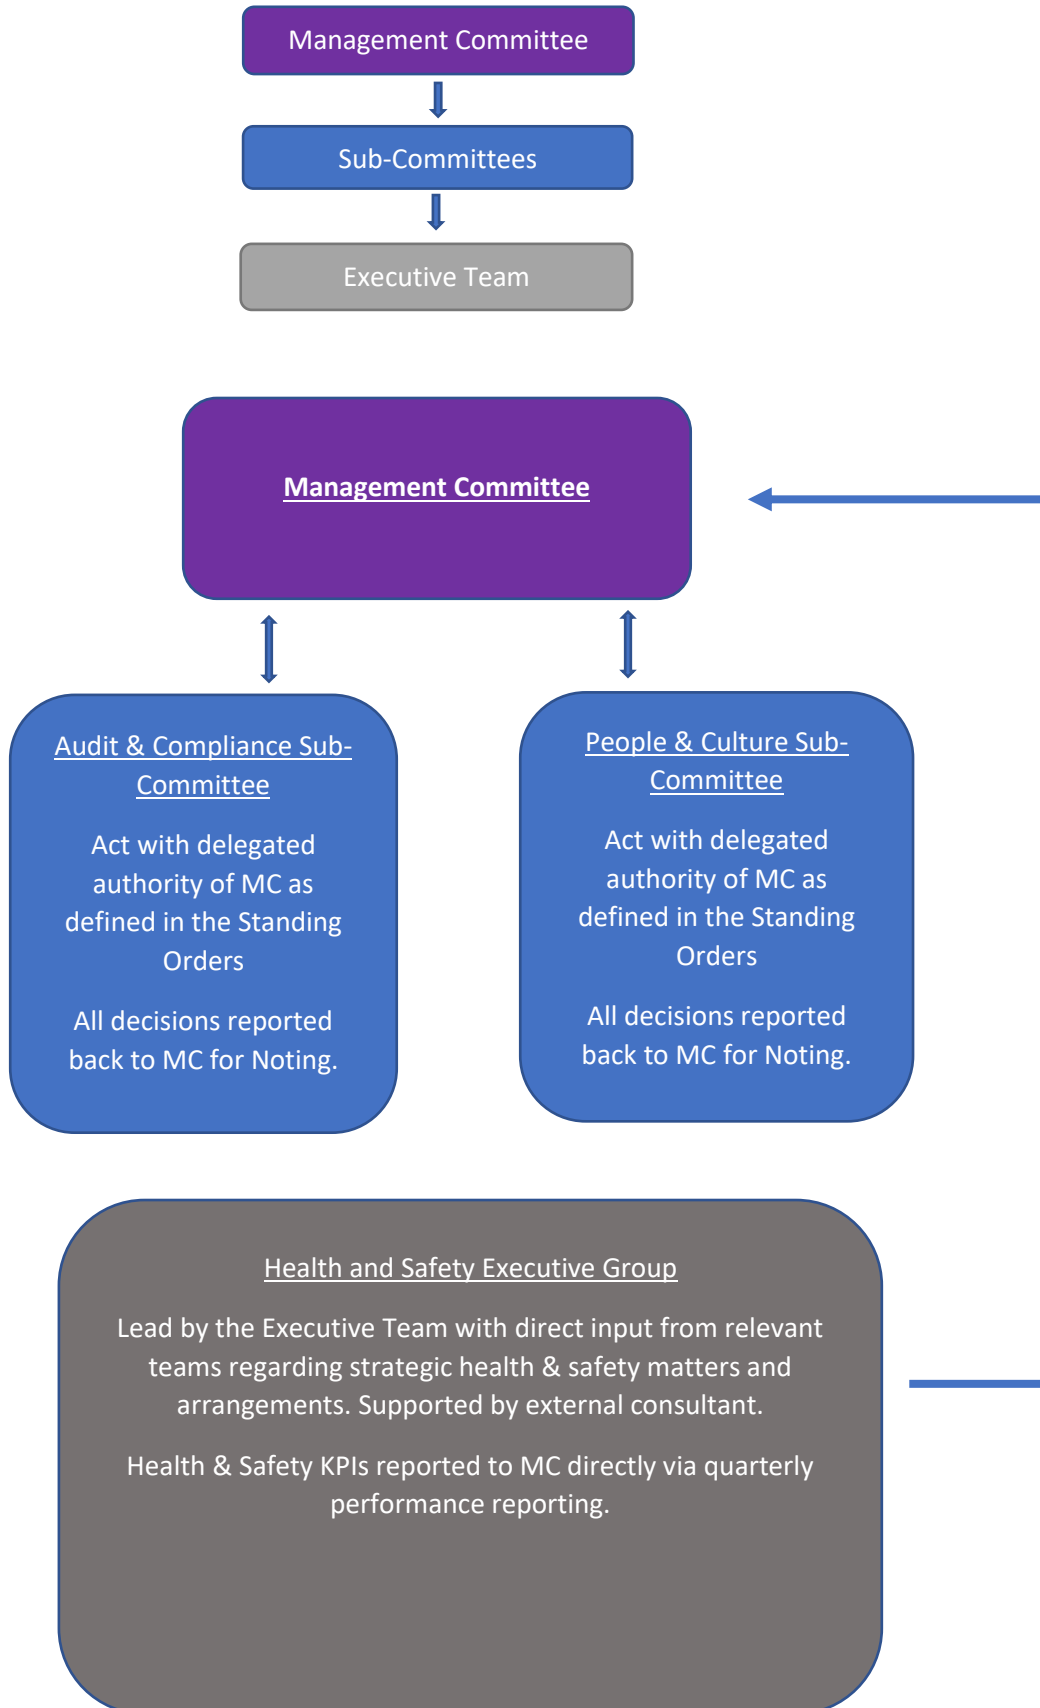 Management Committee
Sub-Committees
Executive Team
Management Committee
Audit & Compliance Sub-
Committee
Act with delegated
authority of MC as
defined in the Standing
Orders
All decisions reported
back to MC for Noting.
People & Culture Sub-
Committee
Act with delegated
authority of MC as
defined in the Standing
Orders
All decisions reported
back to MC for Noting.
Health and Safety Executive Group
Lead by the Executive Team with direct input from relevant
teams regarding strategic health & safety matters and
arrangements. Supported by external consultant.
Health & Safety KPIs reported to MC directly via quarterly
performance reporting.